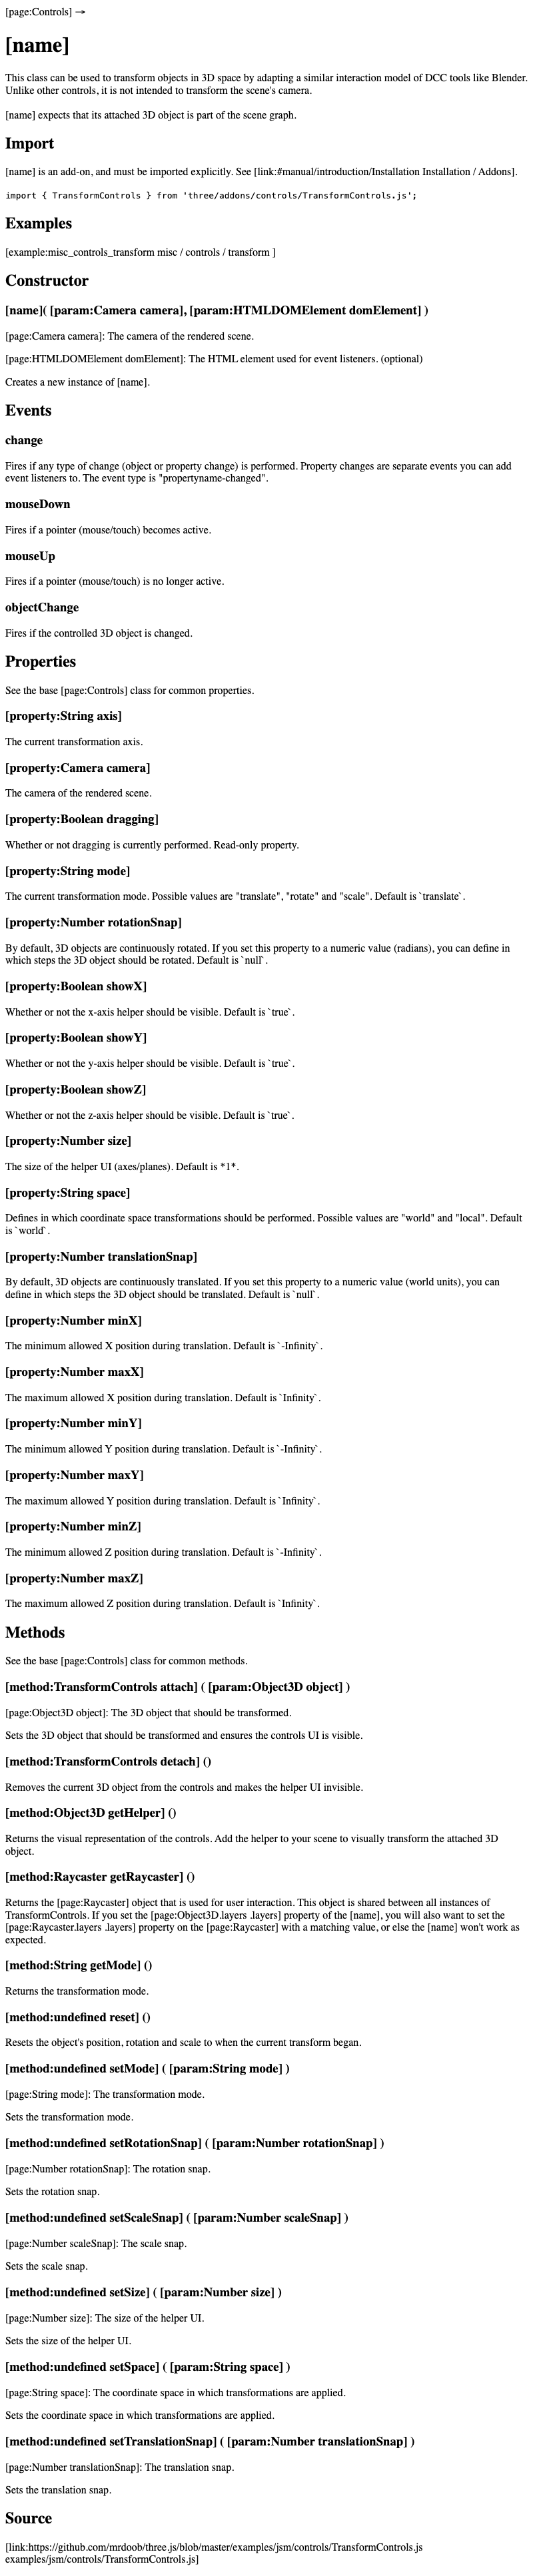 [page:Controls] →
[name]
This class can be used to transform objects in 3D space by adapting a similar interaction model of DCC tools like Blender.
Unlike other controls, it is not intended to transform the scene's camera.
[name] expects that its attached 3D object is part of the scene graph.
Import
[name] is an add-on, and must be imported explicitly. See [link:#manual/introduction/Installation Installation / Addons].
import { TransformControls } from 'three/addons/controls/TransformControls.js';
Examples
[example:misc_controls_transform misc / controls / transform ]
Constructor
[name]( [param:Camera camera], [param:HTMLDOMElement domElement] )
[page:Camera camera]: The camera of the rendered scene.
[page:HTMLDOMElement domElement]: The HTML element used for event listeners. (optional)
Creates a new instance of [name].
Events
change
Fires if any type of change (object or property change) is performed. Property changes are separate events you can add
event listeners to. The event type is "propertyname-changed".
mouseDown
Fires if a pointer (mouse/touch) becomes active.
mouseUp
Fires if a pointer (mouse/touch) is no longer active.
objectChange
Fires if the controlled 3D object is changed.
Properties
See the base [page:Controls] class for common properties.
[property:String axis]
The current transformation axis.
[property:Camera camera]
The camera of the rendered scene.
[property:Boolean dragging]
Whether or not dragging is currently performed. Read-only property.
[property:String mode]
The current transformation mode. Possible values are "translate", "rotate" and "scale". Default is `translate`.
[property:Number rotationSnap]
By default, 3D objects are continuously rotated. If you set this property to a numeric value (radians), you can define in
which steps the 3D object should be rotated. Default is `null`.
[property:Boolean showX]
Whether or not the x-axis helper should be visible. Default is `true`.
[property:Boolean showY]
Whether or not the y-axis helper should be visible. Default is `true`.
[property:Boolean showZ]
Whether or not the z-axis helper should be visible. Default is `true`.
[property:Number size]
The size of the helper UI (axes/planes). Default is *1*.
[property:String space]
Defines in which coordinate space transformations should be performed. Possible values are "world" and "local". Default
is `world`.
[property:Number translationSnap]
By default, 3D objects are continuously translated. If you set this property to a numeric value (world units), you can
define in which steps the 3D object should be translated. Default is `null`.
[property:Number minX]
The minimum allowed X position during translation. Default is `-Infinity`.
[property:Number maxX]
The maximum allowed X position during translation. Default is `Infinity`.
[property:Number minY]
The minimum allowed Y position during translation. Default is `-Infinity`.
[property:Number maxY]
The maximum allowed Y position during translation. Default is `Infinity`.
[property:Number minZ]
The minimum allowed Z position during translation. Default is `-Infinity`.
[property:Number maxZ]
The maximum allowed Z position during translation. Default is `Infinity`.
Methods
See the base [page:Controls] class for common methods.
[method:TransformControls attach] ( [param:Object3D object] )
[page:Object3D object]: The 3D object that should be transformed.
Sets the 3D object that should be transformed and ensures the controls UI is visible.
[method:TransformControls detach] ()
Removes the current 3D object from the controls and makes the helper UI invisible.
[method:Object3D getHelper] ()
Returns the visual representation of the controls. Add the helper to your scene to visually transform the attached 3D
object.
[method:Raycaster getRaycaster] ()
Returns the [page:Raycaster] object that is used for user interaction. This object is shared between all instances of
TransformControls. If you set the [page:Object3D.layers .layers] property of the [name], you will also want to set the
[page:Raycaster.layers .layers] property on the [page:Raycaster] with a matching value, or else the [name] won't work as
expected.
[method:String getMode] ()
Returns the transformation mode.
[method:undefined reset] ()
Resets the object's position, rotation and scale to when the current transform began.
[method:undefined setMode] ( [param:String mode] )
[page:String mode]: The transformation mode.
Sets the transformation mode.
[method:undefined setRotationSnap] ( [param:Number rotationSnap] )
[page:Number rotationSnap]: The rotation snap.
Sets the rotation snap.
[method:undefined setScaleSnap] ( [param:Number scaleSnap] )
[page:Number scaleSnap]: The scale snap.
Sets the scale snap.
[method:undefined setSize] ( [param:Number size] )
[page:Number size]: The size of the helper UI.
Sets the size of the helper UI.
[method:undefined setSpace] ( [param:String space] )
[page:String space]: The coordinate space in which transformations are applied.
Sets the coordinate space in which transformations are applied.
[method:undefined setTranslationSnap] ( [param:Number translationSnap] )
[page:Number translationSnap]: The translation snap.
Sets the translation snap.
Source
[link:https://github.com/mrdoob/three.js/blob/master/examples/jsm/controls/TransformControls.js
examples/jsm/controls/TransformControls.js]